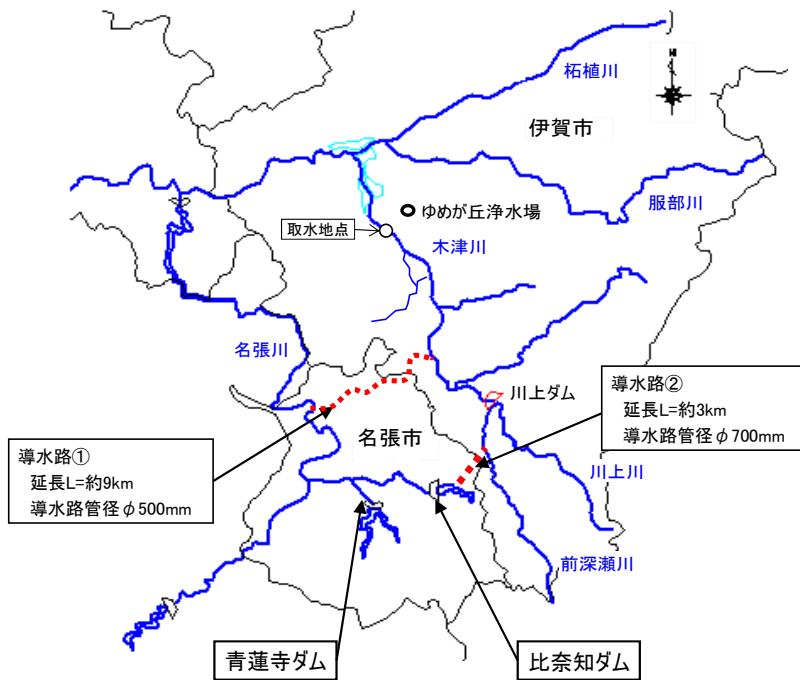 柘植川
N
伊賀市
服部川
ゆめが丘浄水場
取水地点
木津川
名張川
川上ダム
導水路②
延長L=約3km
導水路管径φ700mm
名張市
導水路①
延長L=約9km
導水路管径φ500mm
川上川
前深瀬川
青蓮寺ダム
比奈知ダム